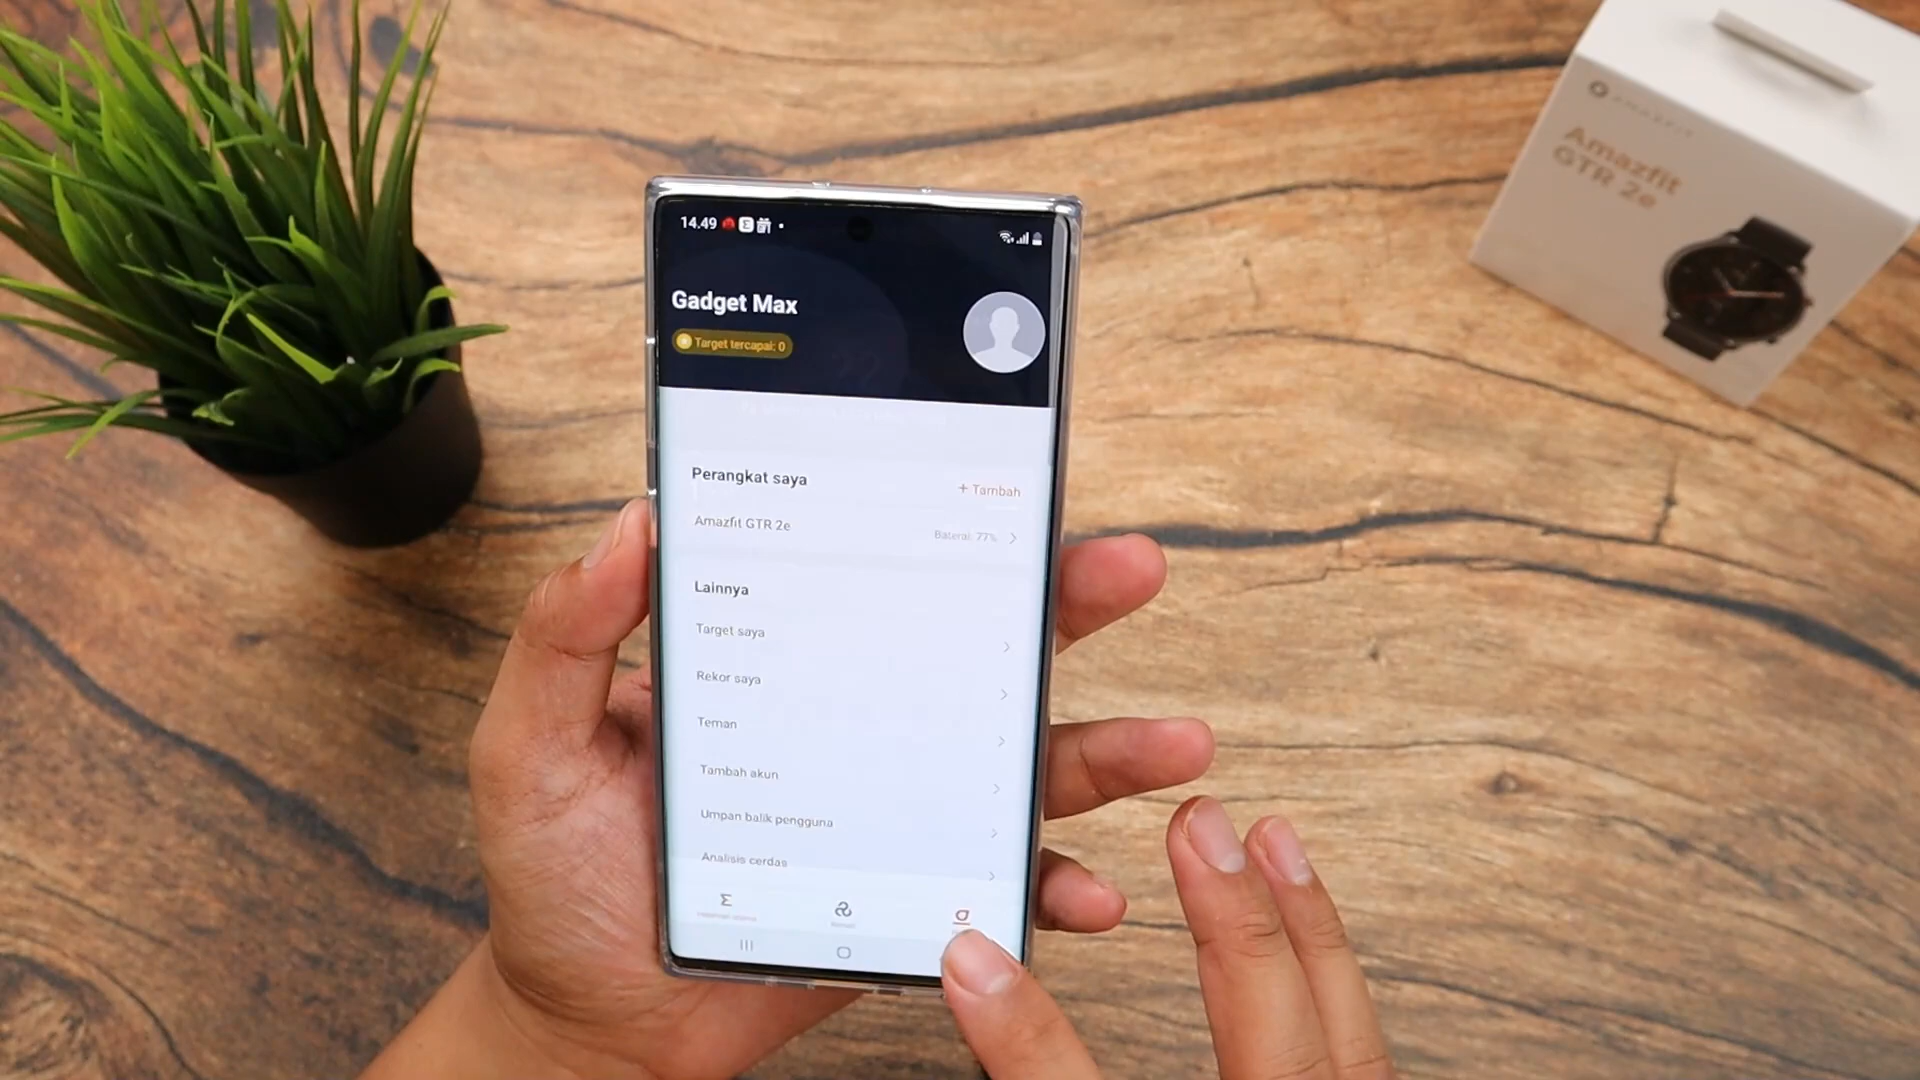 14.49
Gadget Max
Target tercapai: 0
Perangkat saya
+ Tambah
Amazfit GTR 2e
Baterai: 77%
Lainnya
Target saya
Rekor saya
Teman
Tambah akun
Umpan balik pengguna
Analisis cerdas
AMAZFIT
Amazfit
GTR 2e